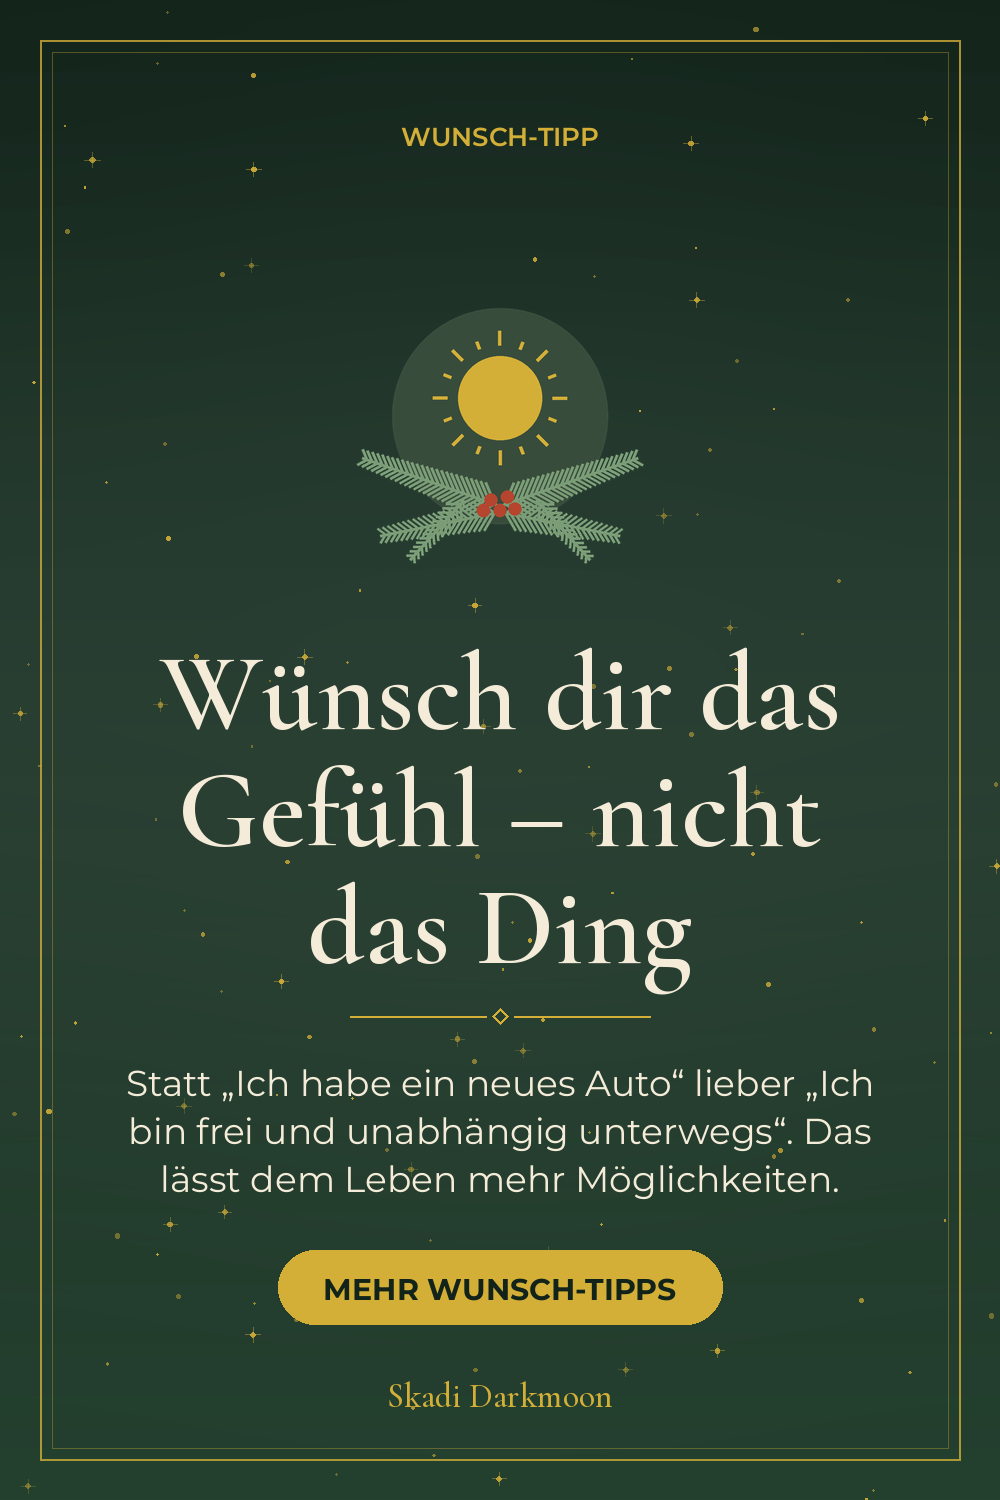 WUNSCH-TIPP
Wünsch dir das
Gefühl – nicht
das Ding
Statt „Ich habe ein neues Auto“ lieber „Ich
bin frei und unabhängig unterwegs“. Das
lässt dem Leben mehr Möglichkeiten.
MEHR WUNSCH-TIPPS
Skadi Darkmoon